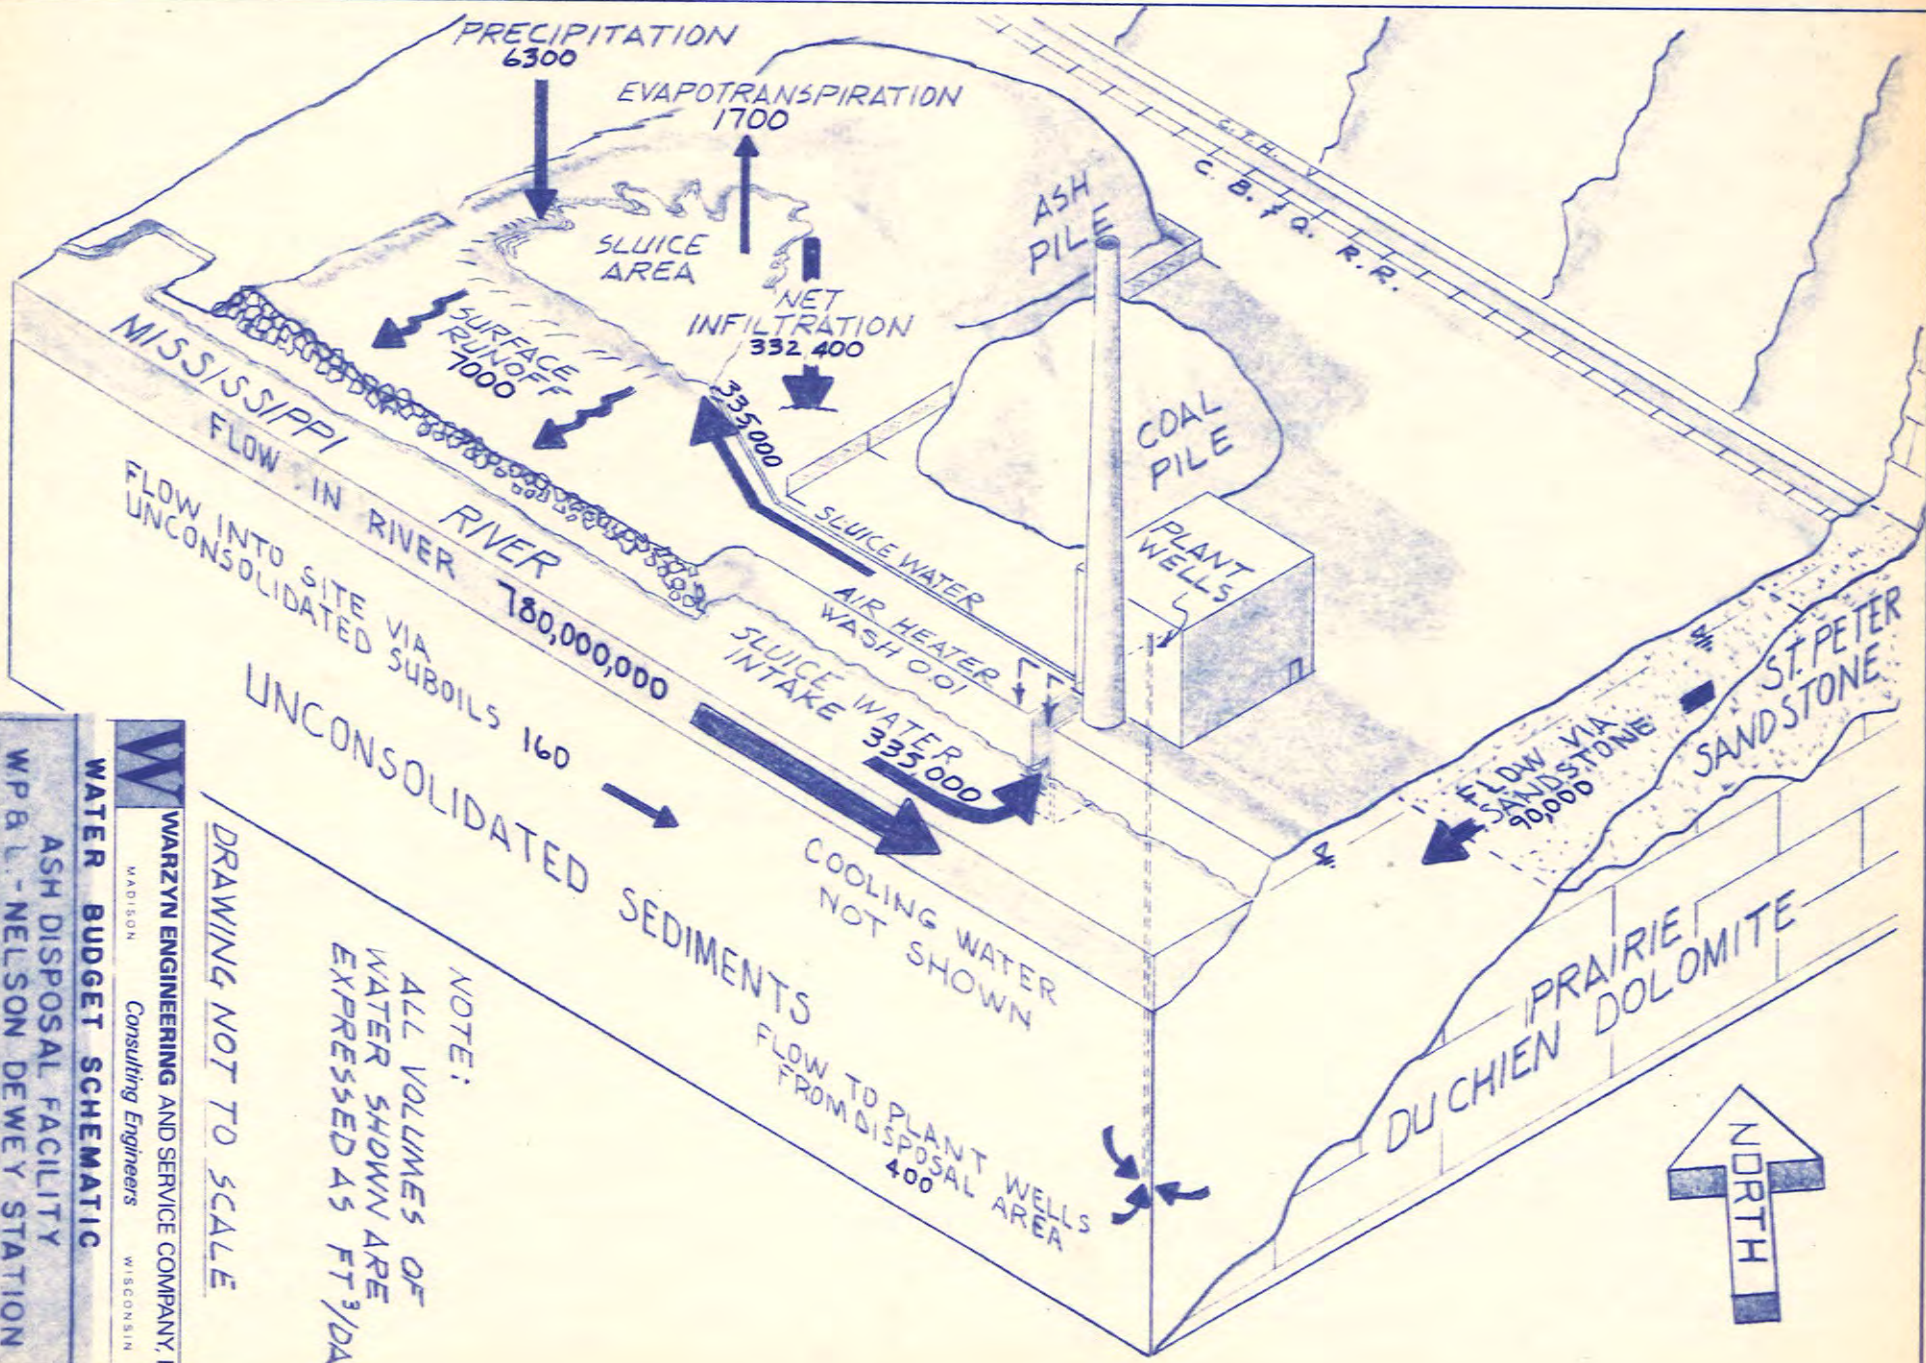 PRECIPITATION
6300
EVAPOTRANSPIRATION
1700
C.T.H. V
C. B. & Q. R.R.
ASH
PILE
SLUICE
AREA
NET
INFILTRATION
332,400
SURFACE
RUNOFF
7000
335,000
COAL
PILE
MISSISSIPPI
RIVER
FLOW IN RIVER 780,000,000
SLUICE WATER
PLANT
WELLS
AIR HEATER
WASH 0.01
SLUICE WATER
INTAKE
335,000
FLOW INTO SITE VIA
UNCONSOLIDATED SUBOILS 160
UNCONSOLIDATED SEDIMENTS
ST. PETER
SANDSTONE
FLOW VIA
SANDSTONE
90,000
COOLING WATER
NOT SHOWN
PRAIRIE
DU CHIEN DOLOMITE
FLOW TO PLANT WELLS
FROM DISPOSAL AREA
400
NORTH
NOTE:
ALL VOLUMES OF
WATER SHOWN ARE
EXPRESSED AS FT³/DA
DRAWING NOT TO SCALE
W
WARZYN ENGINEERING AND SERVICE COMPANY,
MADISON Consulting Engineers WISCONSIN
WATER BUDGET SCHEMATIC
ASH DISPOSAL FACILITY
WP & L - NELSON DEWEY STATION